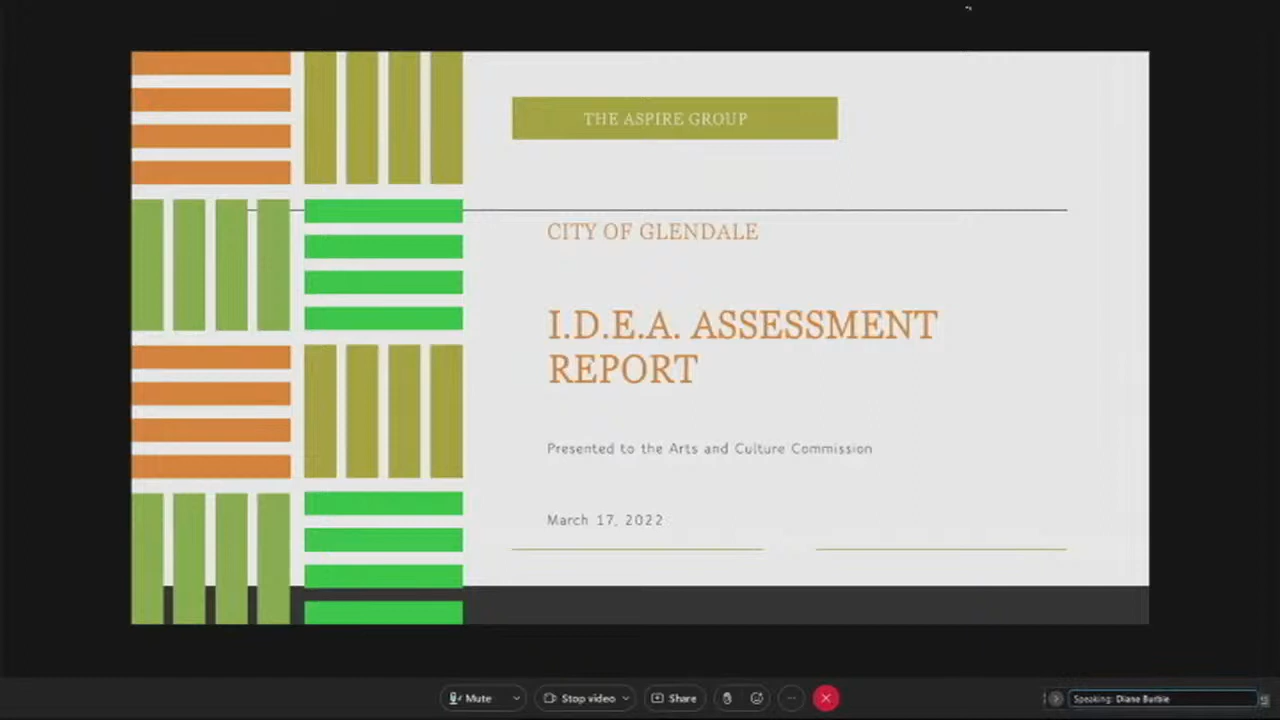 THE ASPIRE GROUP
CITY OF GLENDALE
I.D.E.A. ASSESSMENT
REPORT
Presented to the Arts and Culture Commission
March 17, 2022
Mute
Stop video
Share
Speaking: Diane Burbie